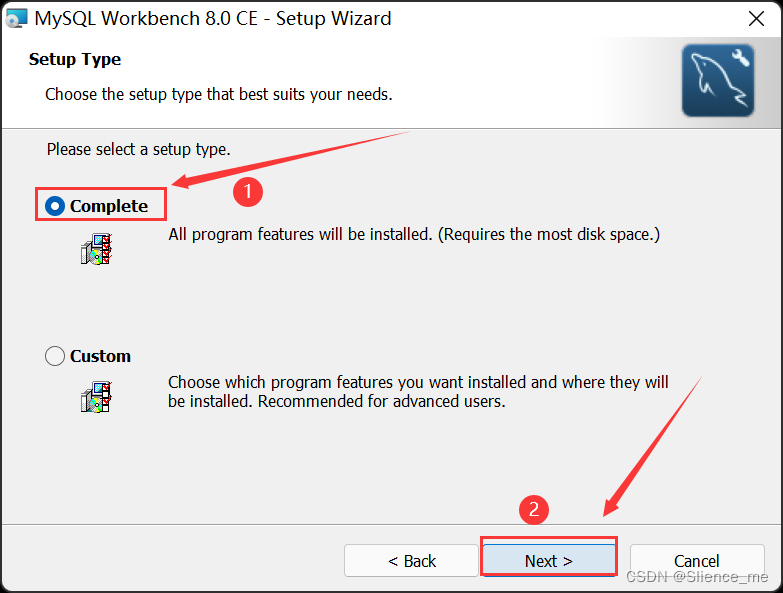 MySQL Workbench 8.0 CE - Setup Wizard
Setup Type
Choose the setup type that best suits your needs.
Please select a setup type.
1
Complete
All program features will be installed. (Requires the most disk space.)
Custom
Choose which program features you want installed and where they will
be installed. Recommended for advanced users.
2
< Back
Next >
Cancel
CSDN @Slience_me